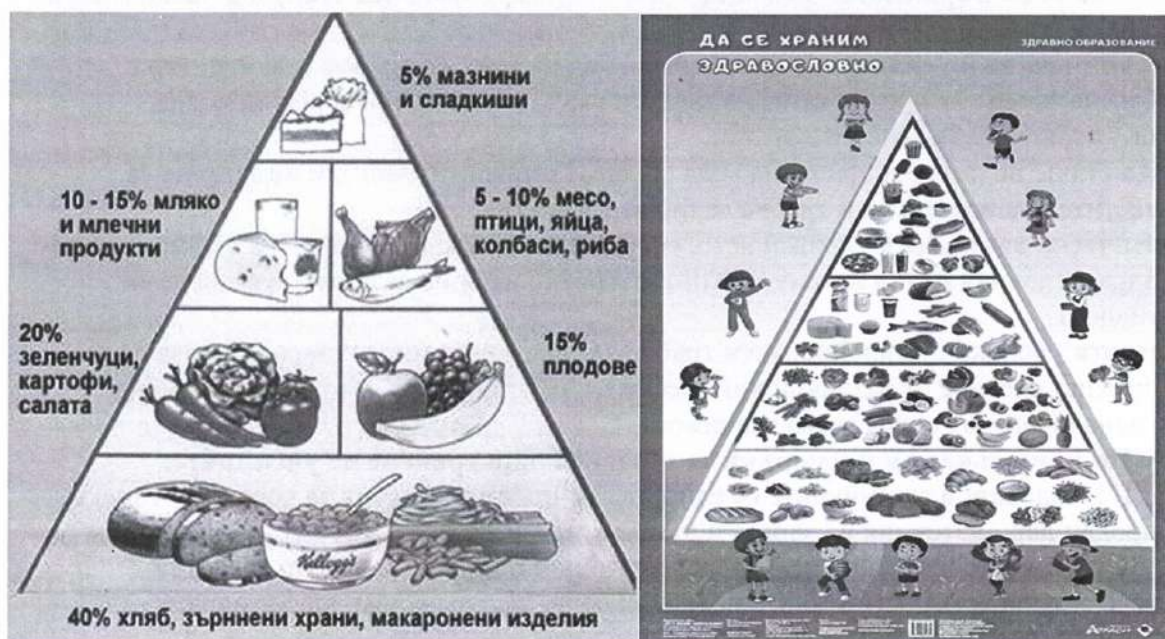 5% мазнини
и сладкиши
10 - 15% мляко
и млечни
продукти
5 - 10% месо,
птици, яйца,
колбаси, риба
20%
зеленчуци,
картофи,
салата
15%
плодове
Kellogg's
40% хляб, зърннени храни, макаронени изделия
ДА СЕ ХРАНИМ
ЗДРАВОСЛОВНО
ЗДРАВНО ОБРАЗОВАНИЕ